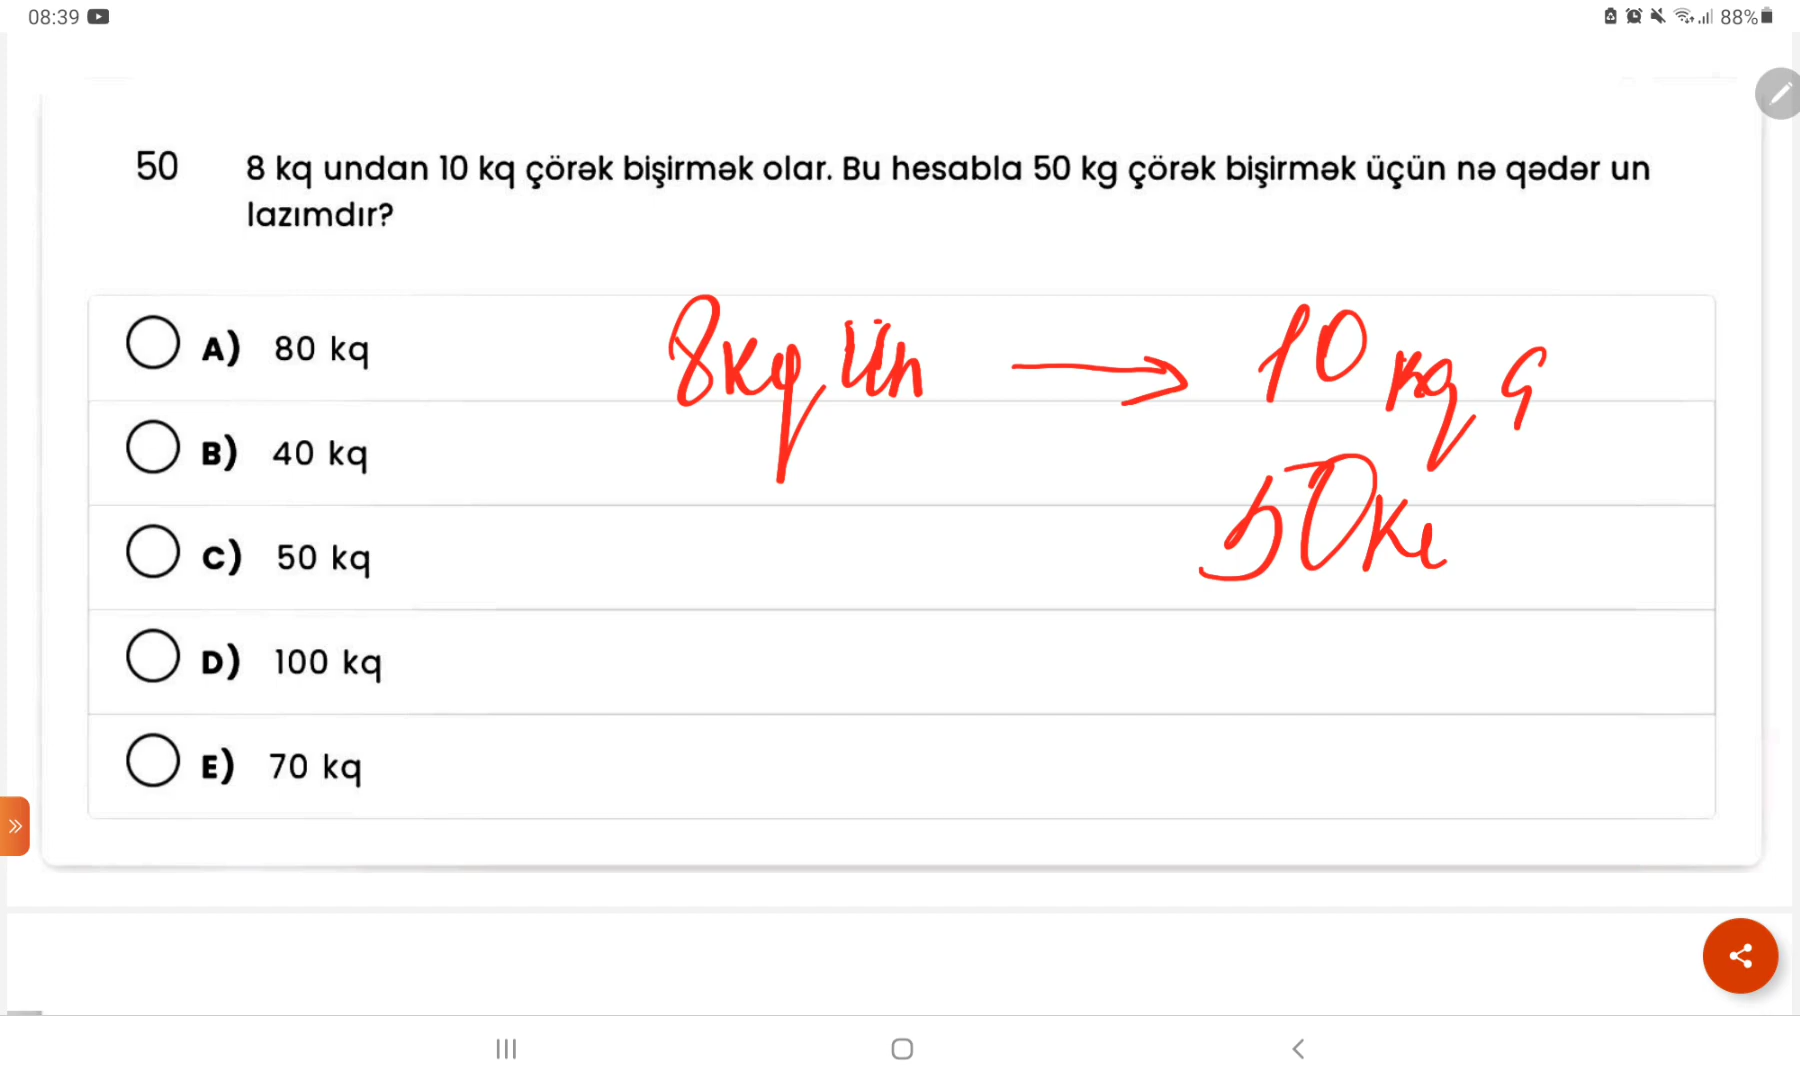 08:39
88%
50 8 kq undan 10 kq çörək bişirmək olar. Bu hesabla 50 kg çörək bişirmək üçün nə qədər un
lazımdır?
A) 80 kq
8kq un → 10 kq ç
B) 40 kq
50 k
C) 50 kq
D) 100 kq
E) 70 kq